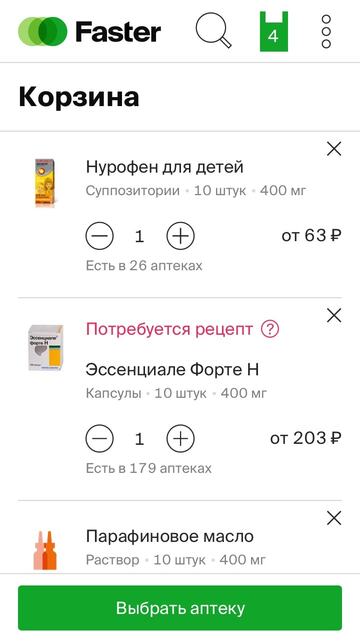 Faster
4
Корзина
Нурофен для детей
Суппозитории • 10 штук • 400 мг
1
от 63 ₽
Есть в 26 аптеках
Потребуется рецепт ?
Эссенциале
форте Н
Эссенциале Форте Н
Капсулы • 10 штук • 400 мг
1
от 203 ₽
Есть в 179 аптеках
Парафиновое масло
Раствор • 10 штук • 400 мг
Выбрать аптеку